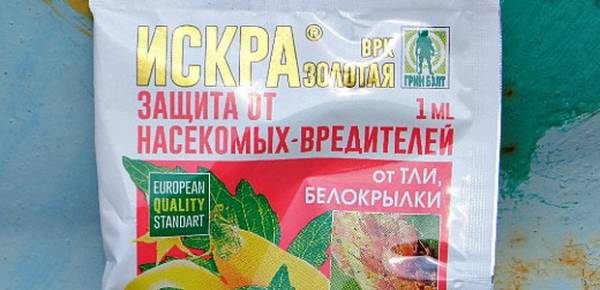 ИСКРА®
ВРК
ЗОЛОТАЯ
ГРИН БЭЛТ
ЗАЩИТА ОТ 1 ML
НАСЕКОМЫХ-ВРЕДИТЕЛЕЙ
ОТ ТЛИ,
БЕЛОКРЫЛКИ
EUROPEAN
QUALITY
STANDART